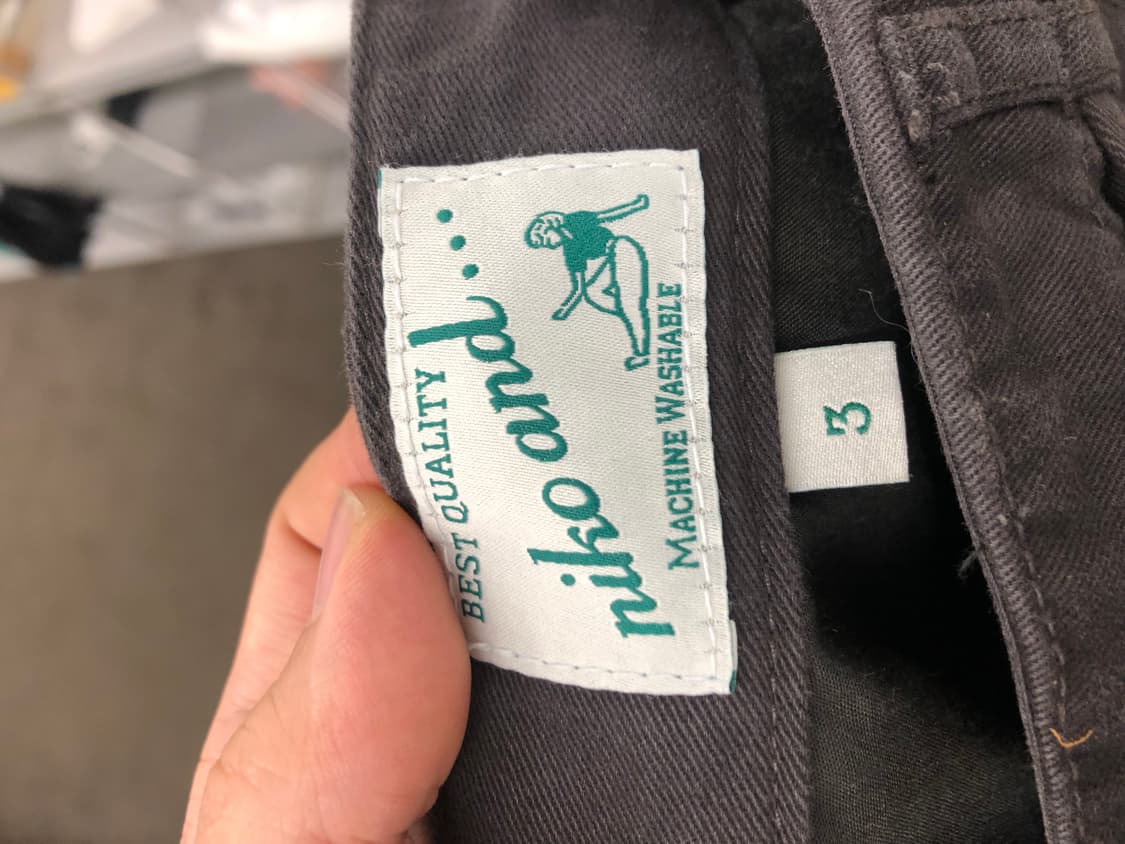 BEST QUALITY
niko and...
MACHINE WASHABLE
3